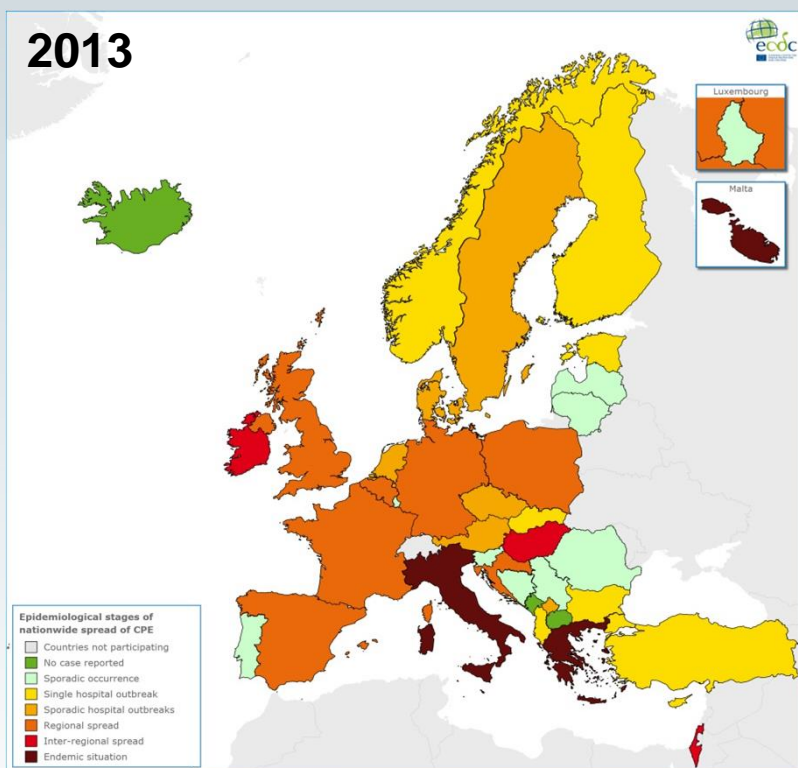 2013
ecdc
Luxembourg
Malta
Epidemiological stages of
nationwide spread of CPE
Countries not participating
No case reported
Sporadic occurrence
Single hospital outbreak
Sporadic hospital outbreaks
Regional spread
Inter-regional spread
Endemic situation